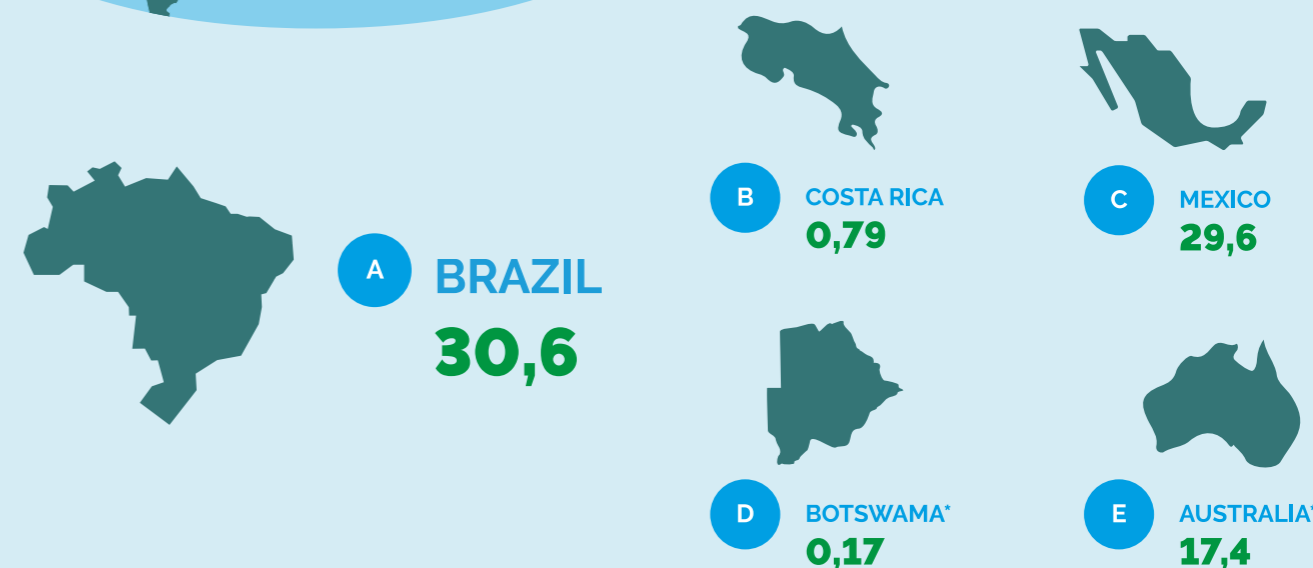 A
BRAZIL
30,6
B
COSTA RICA
0,79
C
MEXICO
29,6
D
BOTSWAMA*
0,17
E
AUSTRALIA*
17,4